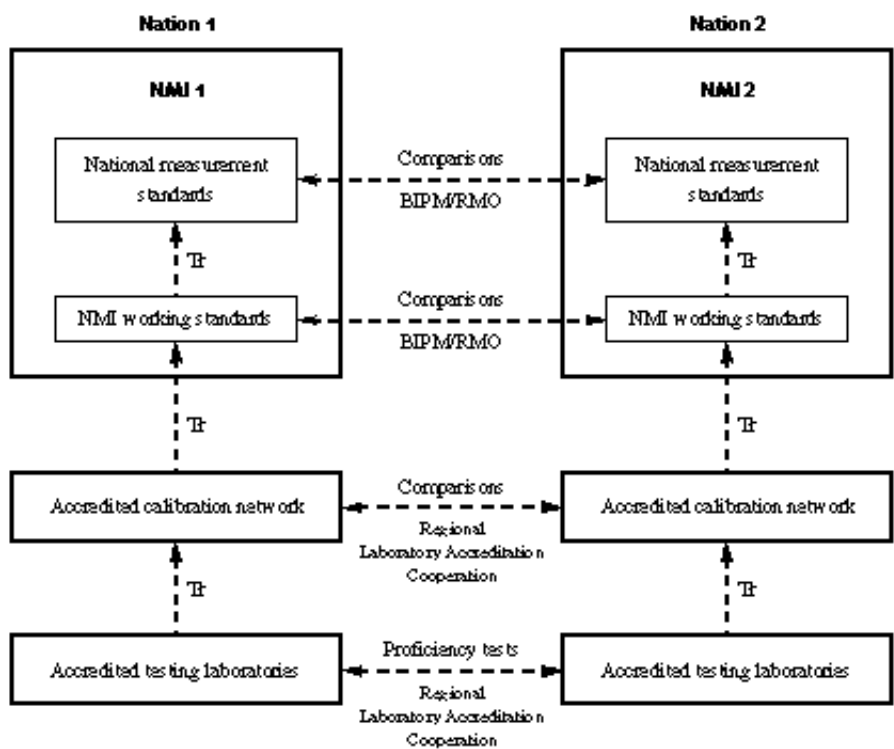 Nation 1
Nation 2
NMI 1
NMI 2
National measurement
standards
Comparisons
BIPM/RMO
National measurement
standards
Tr
Tr
NMI working standards
Comparisons
BIPM/RMO
NMI working standards
Tr
Tr
Accredited calibration network
Comparisons
Regional
Laboratory Accreditation
Cooperation
Accredited calibration network
Tr
Tr
Accredited testing laboratories
Proficiency tests
Regional
Laboratory Accreditation
Cooperation
Accredited testing laboratories